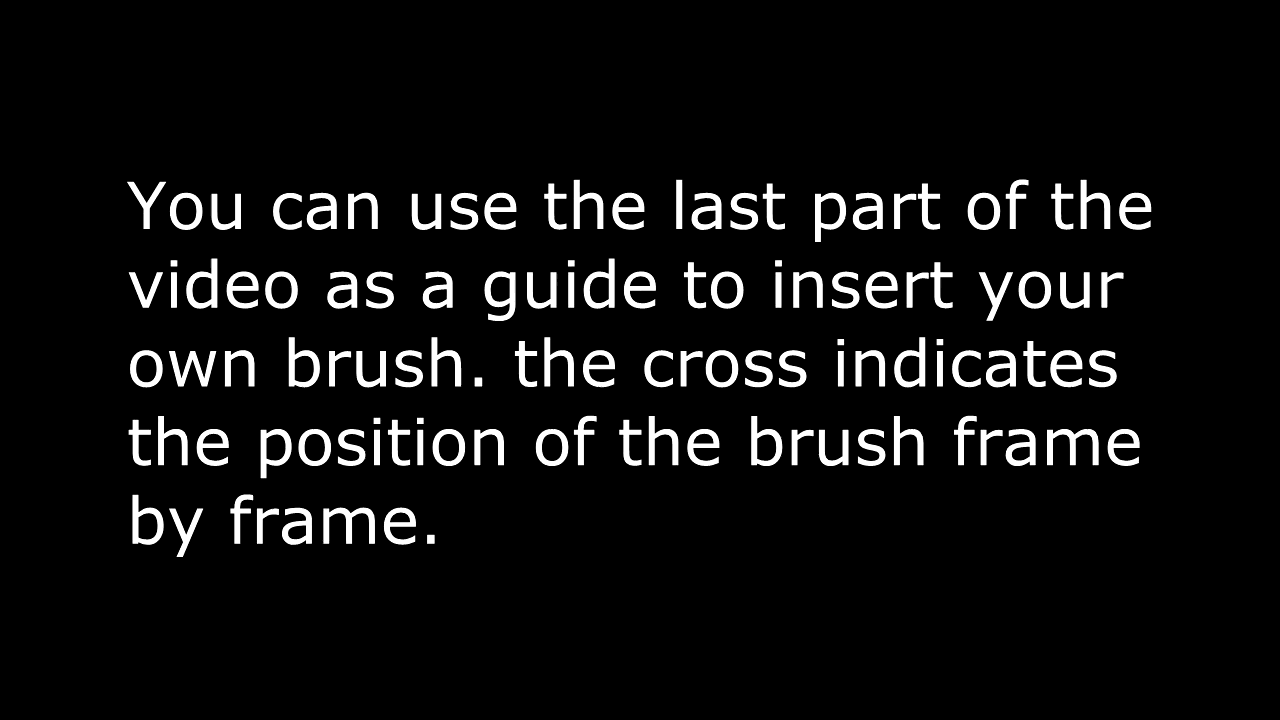 You can use the last part of the
video as a guide to insert your
own brush. the cross indicates
the position of the brush frame
by frame.